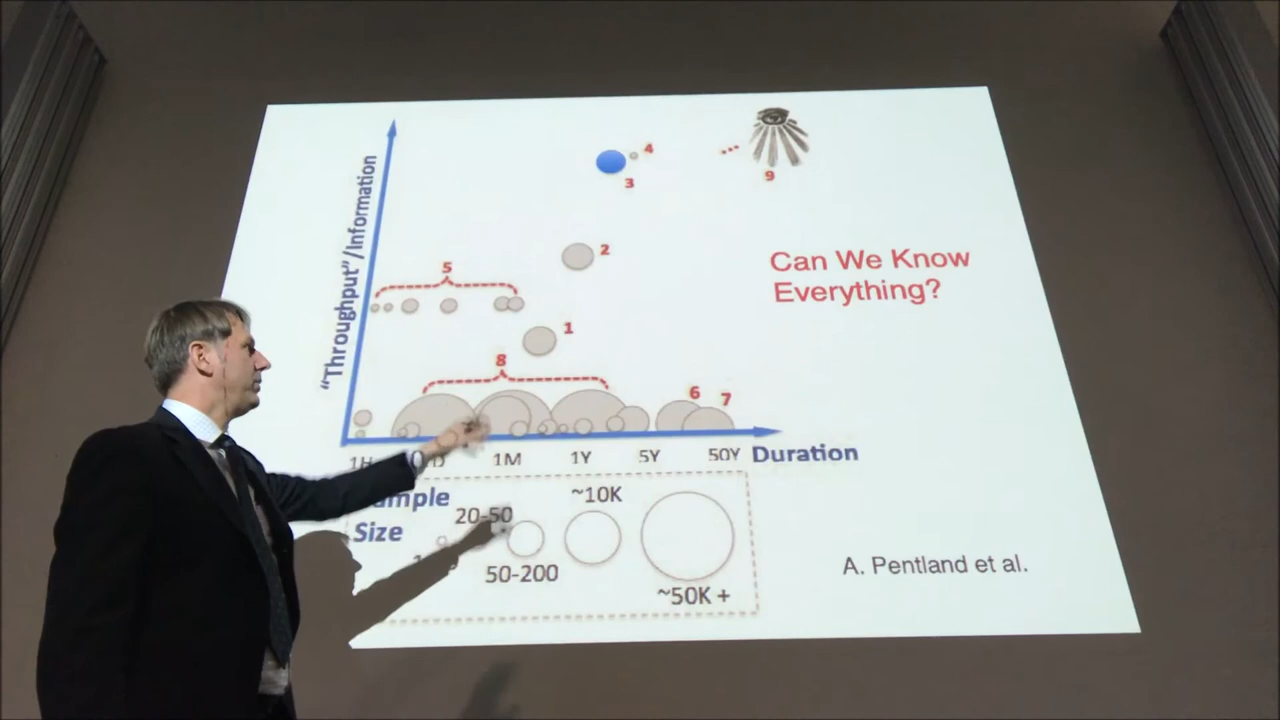 "Throughput"/Information
4
3
9
2
Can We Know
Everything?
5
1
8
6
7
1M
1Y
5Y
50Y
Duration
~10K
20-50
Size
50-200
~50K +
A. Pentland et al.